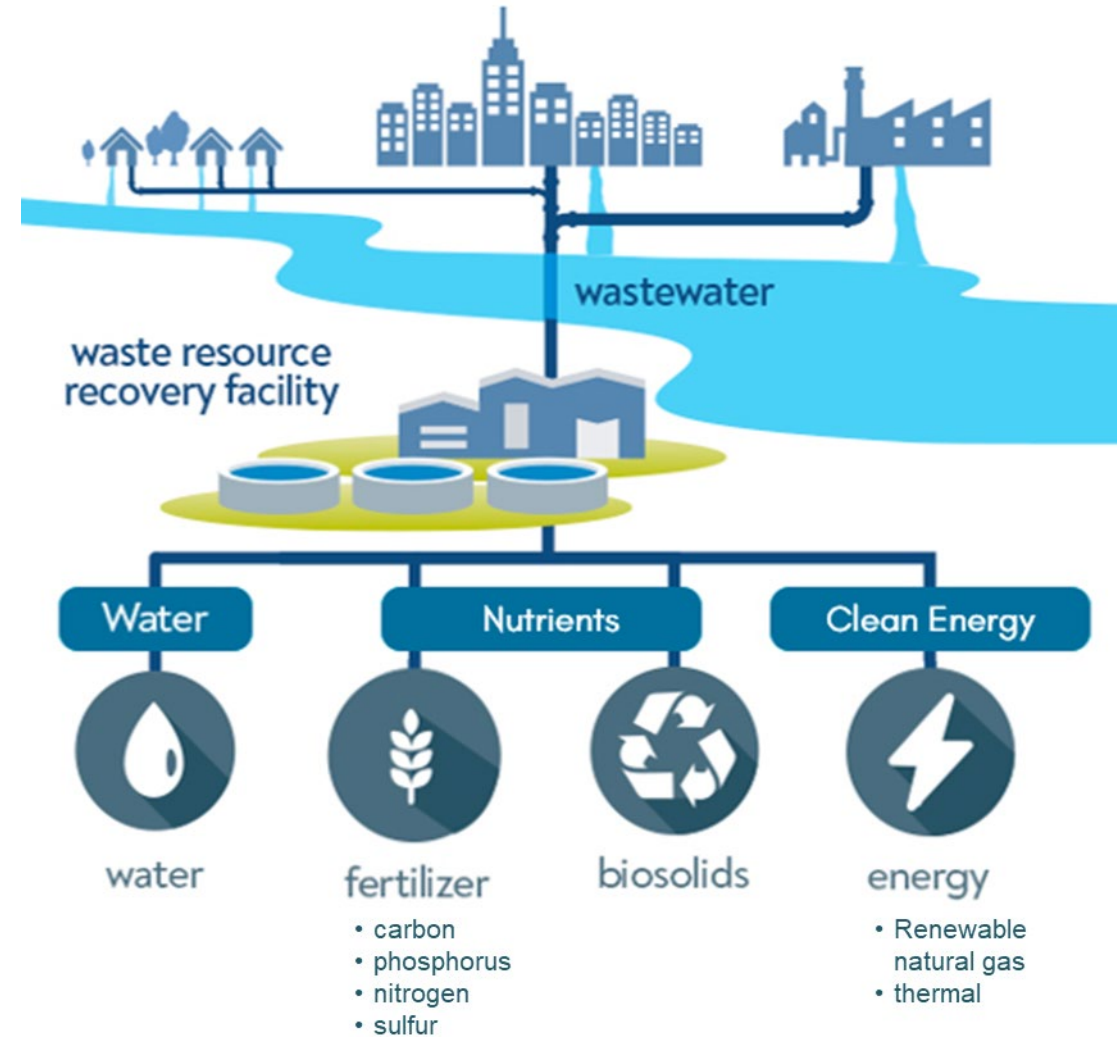 wastewater
waste resource
recovery facility
Water
Nutrients
Clean Energy
water
fertilizer
biosolids
energy
• carbon
• phosphorus
• nitrogen
• sulfur
• Renewable
natural gas
• thermal